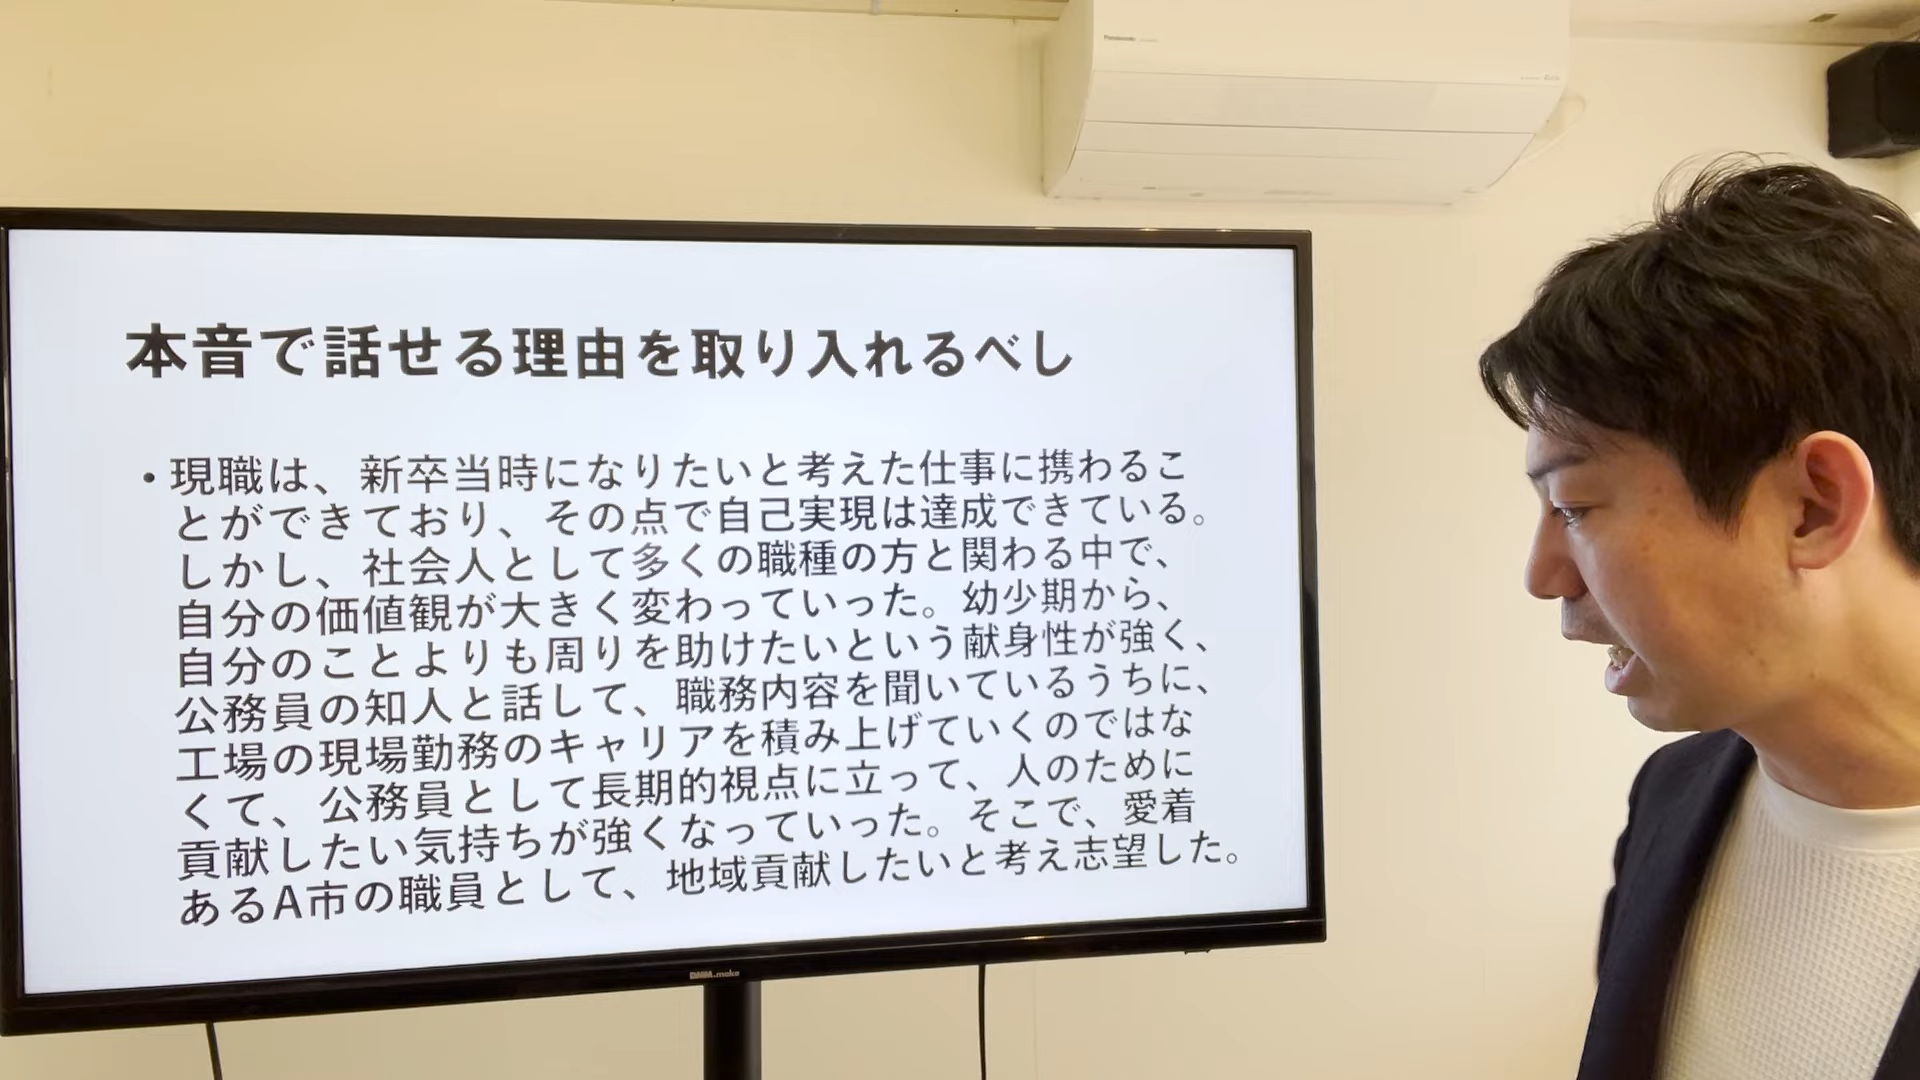 Panasonic
本音で話せる理由を取り入れるべし
・現職は、新卒当時になりたいと考えた仕事に携わるこ
とができており、その点で自己実現は達成できている。
しかし、社会人として多くの職種の方と関わる中で、
自分の価値観が大きく変わっていった。幼少期から、
自分のことよりも周りを助けたいという献身性が強く、
公務員の知人と話して、職務内容を聞いているうちに、
工場の現場勤務のキャリアを積み上げていくのではな
くて、公務員として長期的視点に立って、人のために
貢献したい気持ちが強くなっていった。そこで、愛着
あるA市の職員として、地域貢献したいと考え志望した。
DMM.make